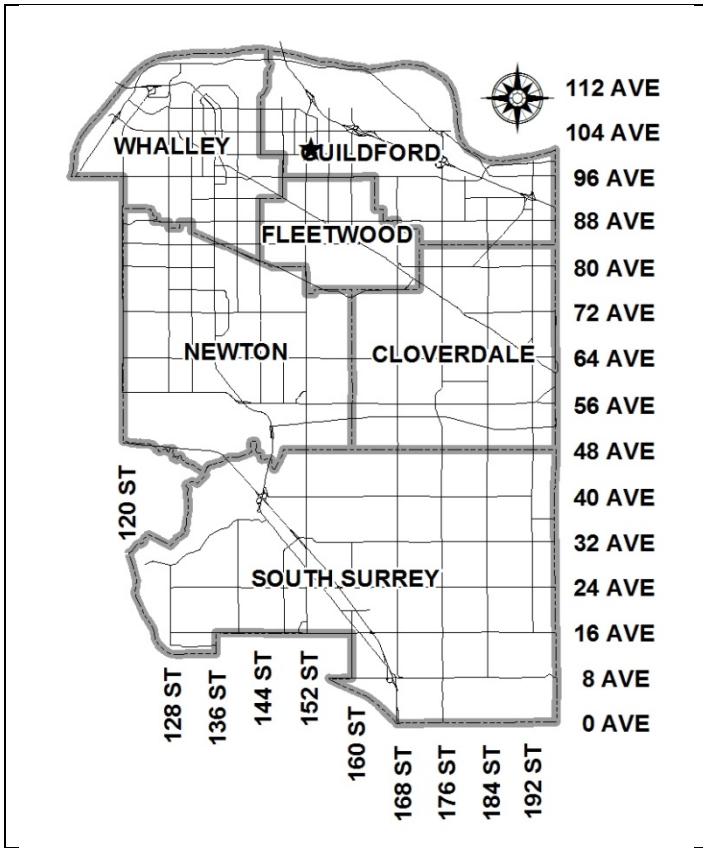 112 AVE
104 AVE
WHALLEY
GUILDFORD
96 AVE
88 AVE
FLEETWOOD
80 AVE
72 AVE
NEWTON
CLOVERDALE
64 AVE
56 AVE
48 AVE
120 ST
40 AVE
32 AVE
SOUTH SURREY
24 AVE
16 AVE
128 ST
136 ST
144 ST
152 ST
160 ST
8 AVE
0 AVE
168 ST
176 ST
184 ST
192 ST